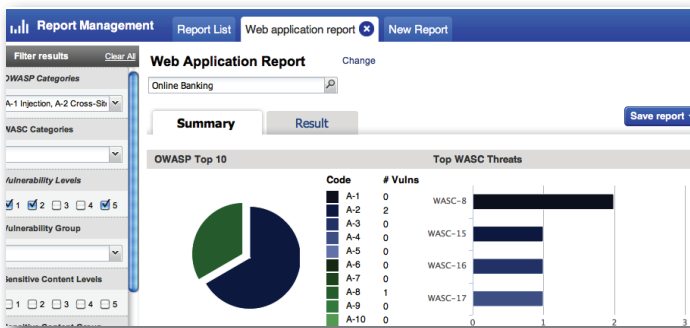 Report Management
Report List
Web application report
New Report
Filter results
Clear All
OWASP Categories
A-1 Injection, A-2 Cross-Sit
WASC Categories
Vulnerability Levels
1 2 3 4 5
Vulnerability Group
Sensitive Content Levels
1 2 3 4 5
Web Application Report
Change
Online Banking
Summary
Result
Save report
OWASP Top 10
Top WASC Threats
Code # Vulns
A-1 0
A-2 2
A-3 0
A-4 0
A-5 0
A-6 0
A-7 0
A-8 1
A-9 0
A-10 0
WASC-8
WASC-15
WASC-16
WASC-17
0 1 2 3